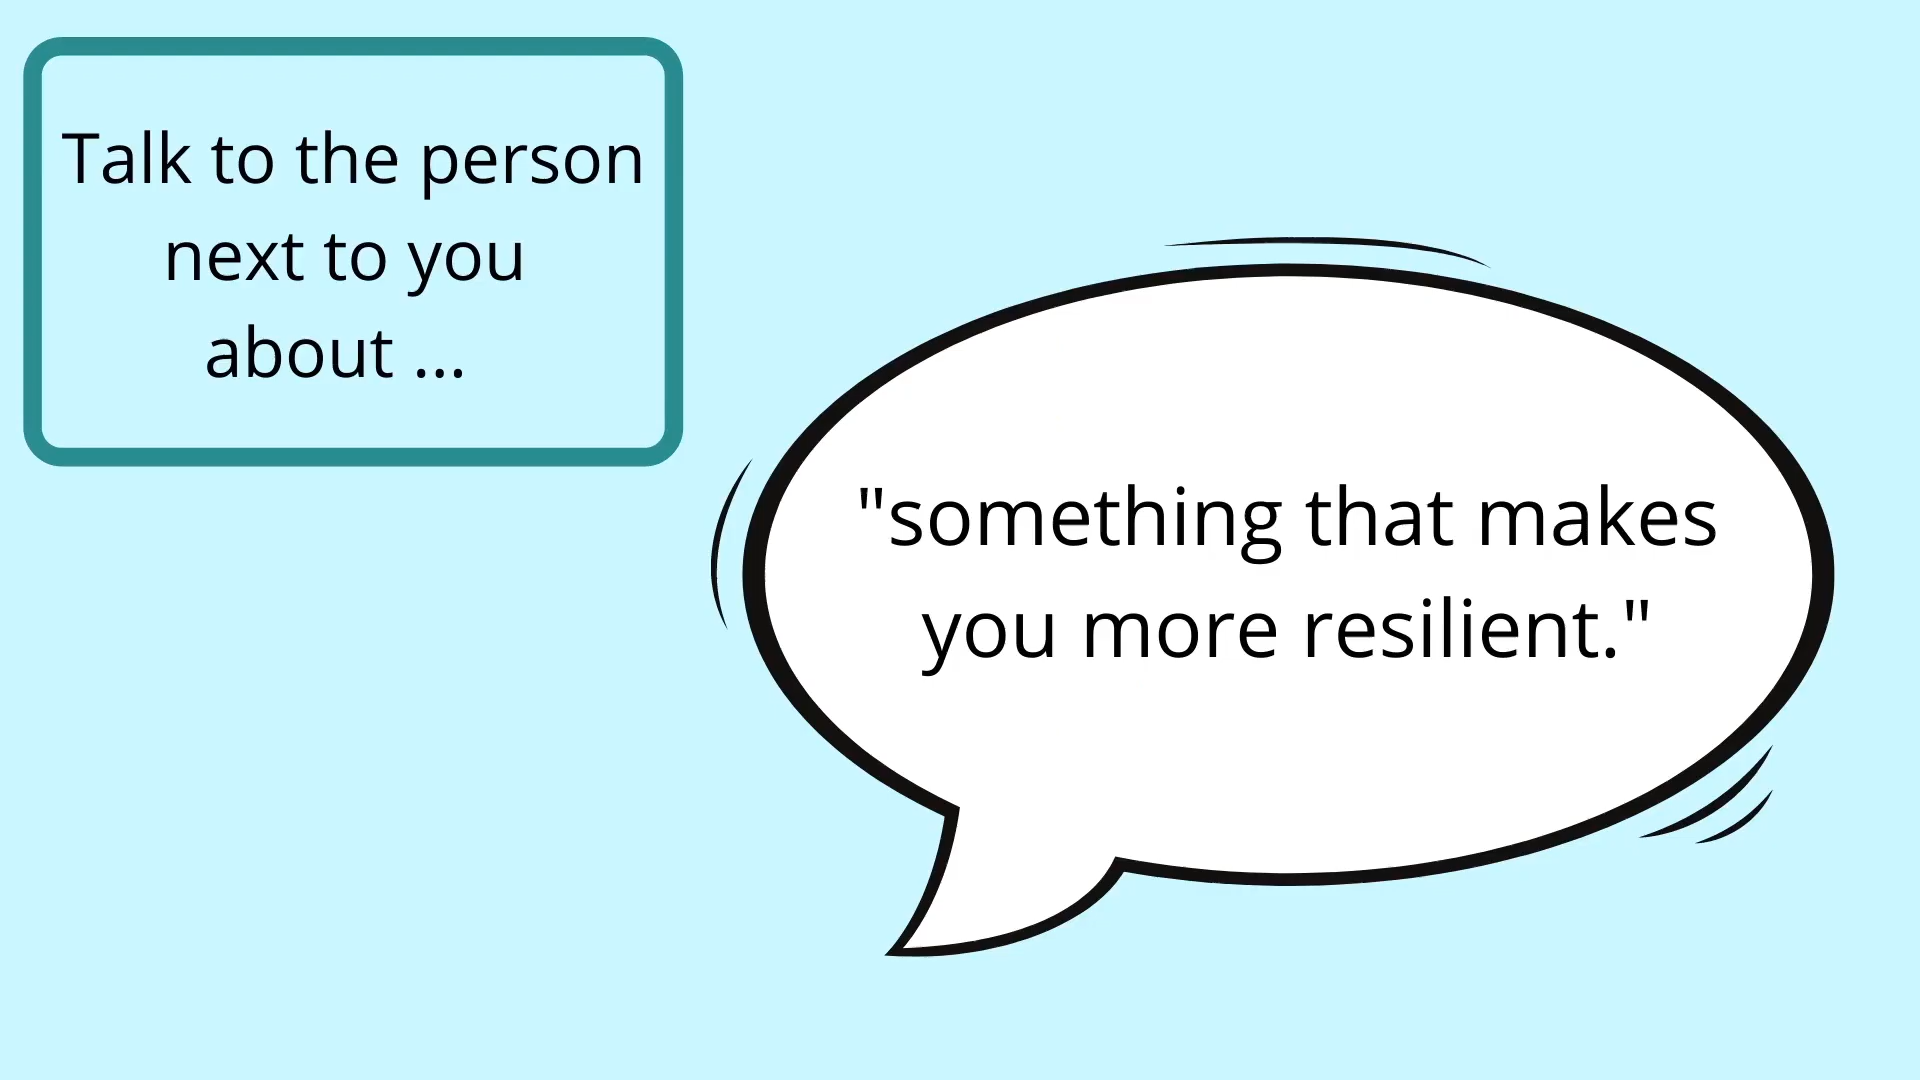 Talk to the person
next to you
about ...
"something that makes
you more resilient."